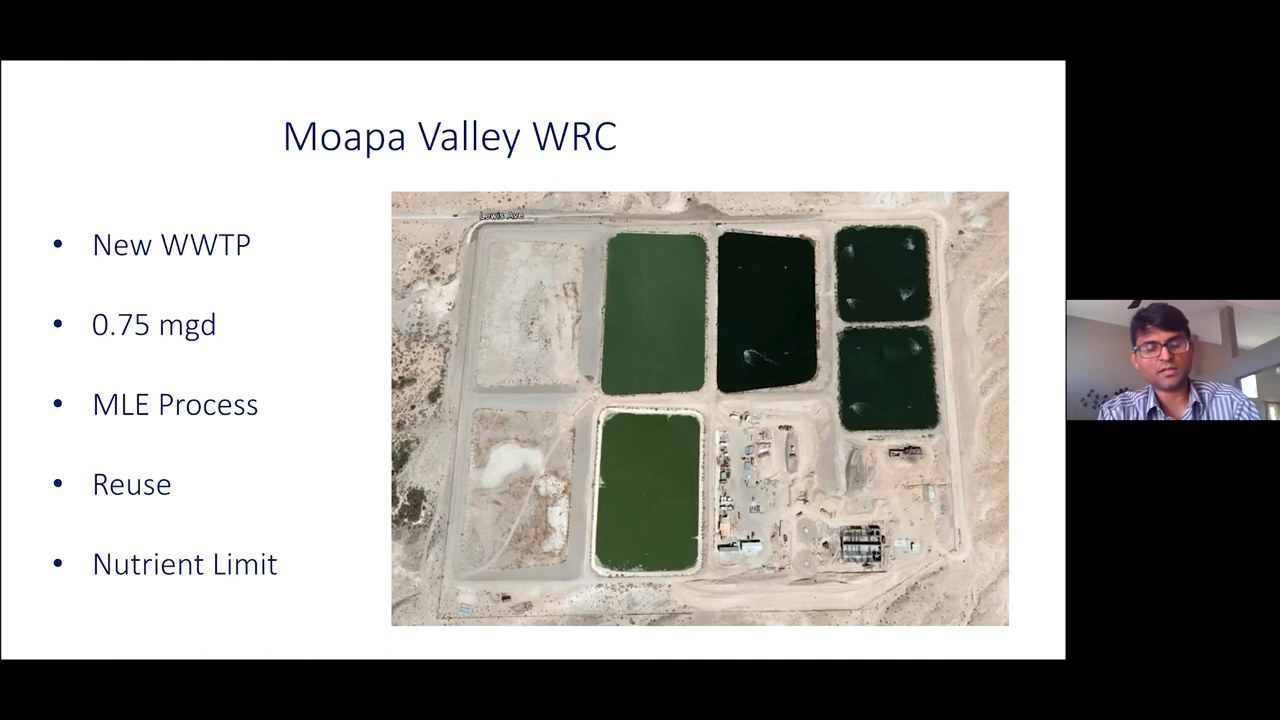 Moapa Valley WRC
• New WWTP
• 0.75 mgd
• MLE Process
• Reuse
• Nutrient Limit
Lewis Ave